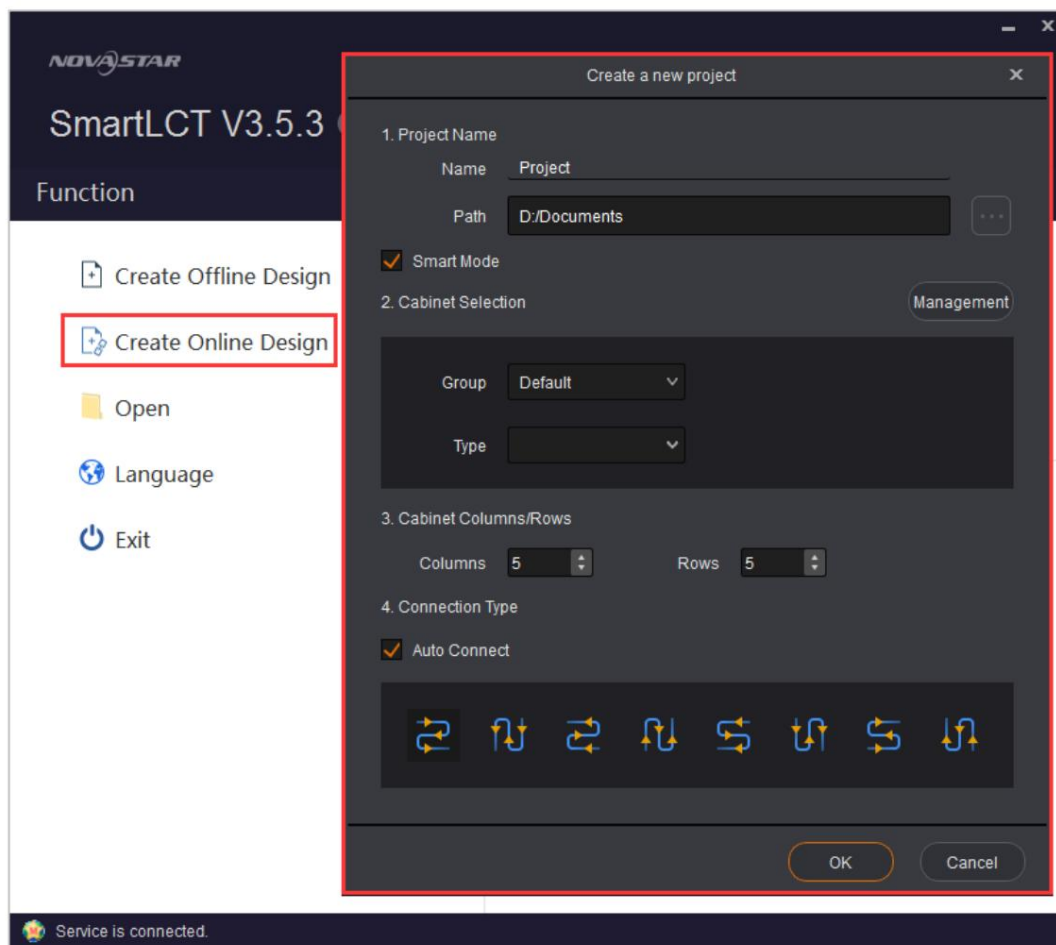 NOVASTAR
SmartLCT V3.5.3
Function
Create Offline Design
Create Online Design
Open
Language
Exit
Create a new project
1. Project Name
Name Project
Path D:/Documents
...
Smart Mode
2. Cabinet Selection
Management
Group Default
Type
3. Cabinet Columns/Rows
Columns 5 Rows 5
4. Connection Type
Auto Connect
OK Cancel
Service is connected.